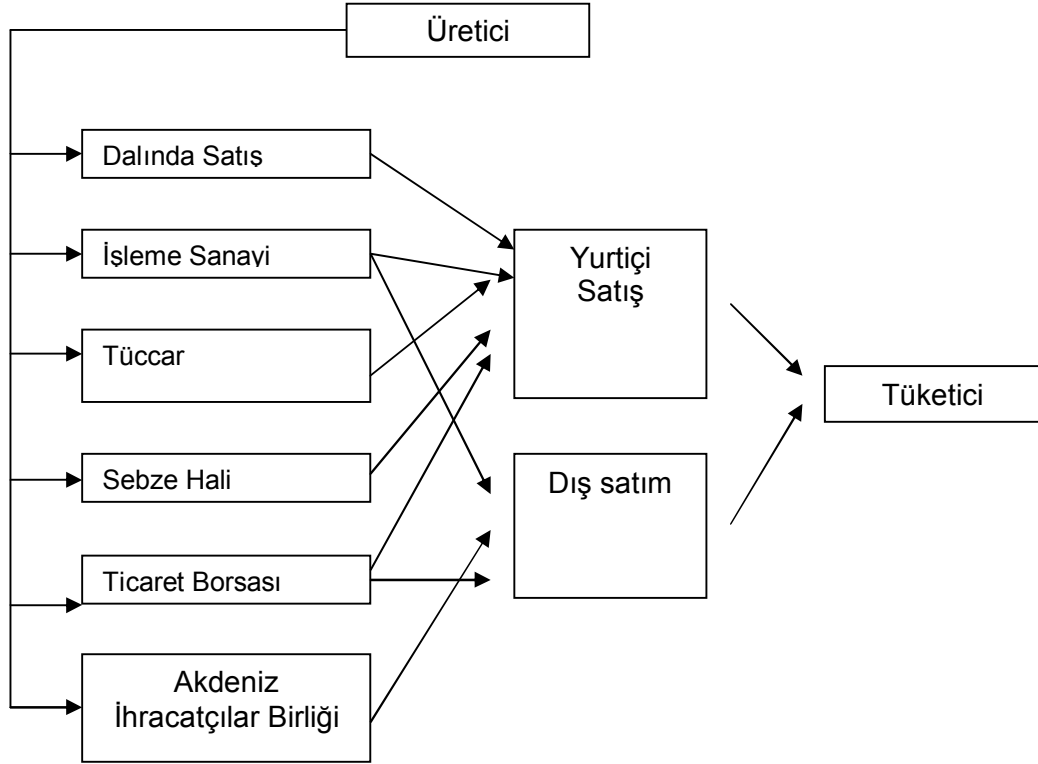 Üretici
Dalında Satış
İşleme Sanayi
Tüccar
Sebze Hali
Ticaret Borsası
Akdeniz
İhracatçılar Birliği
Yurtiçi
Satış
Dış satım
Tüketici